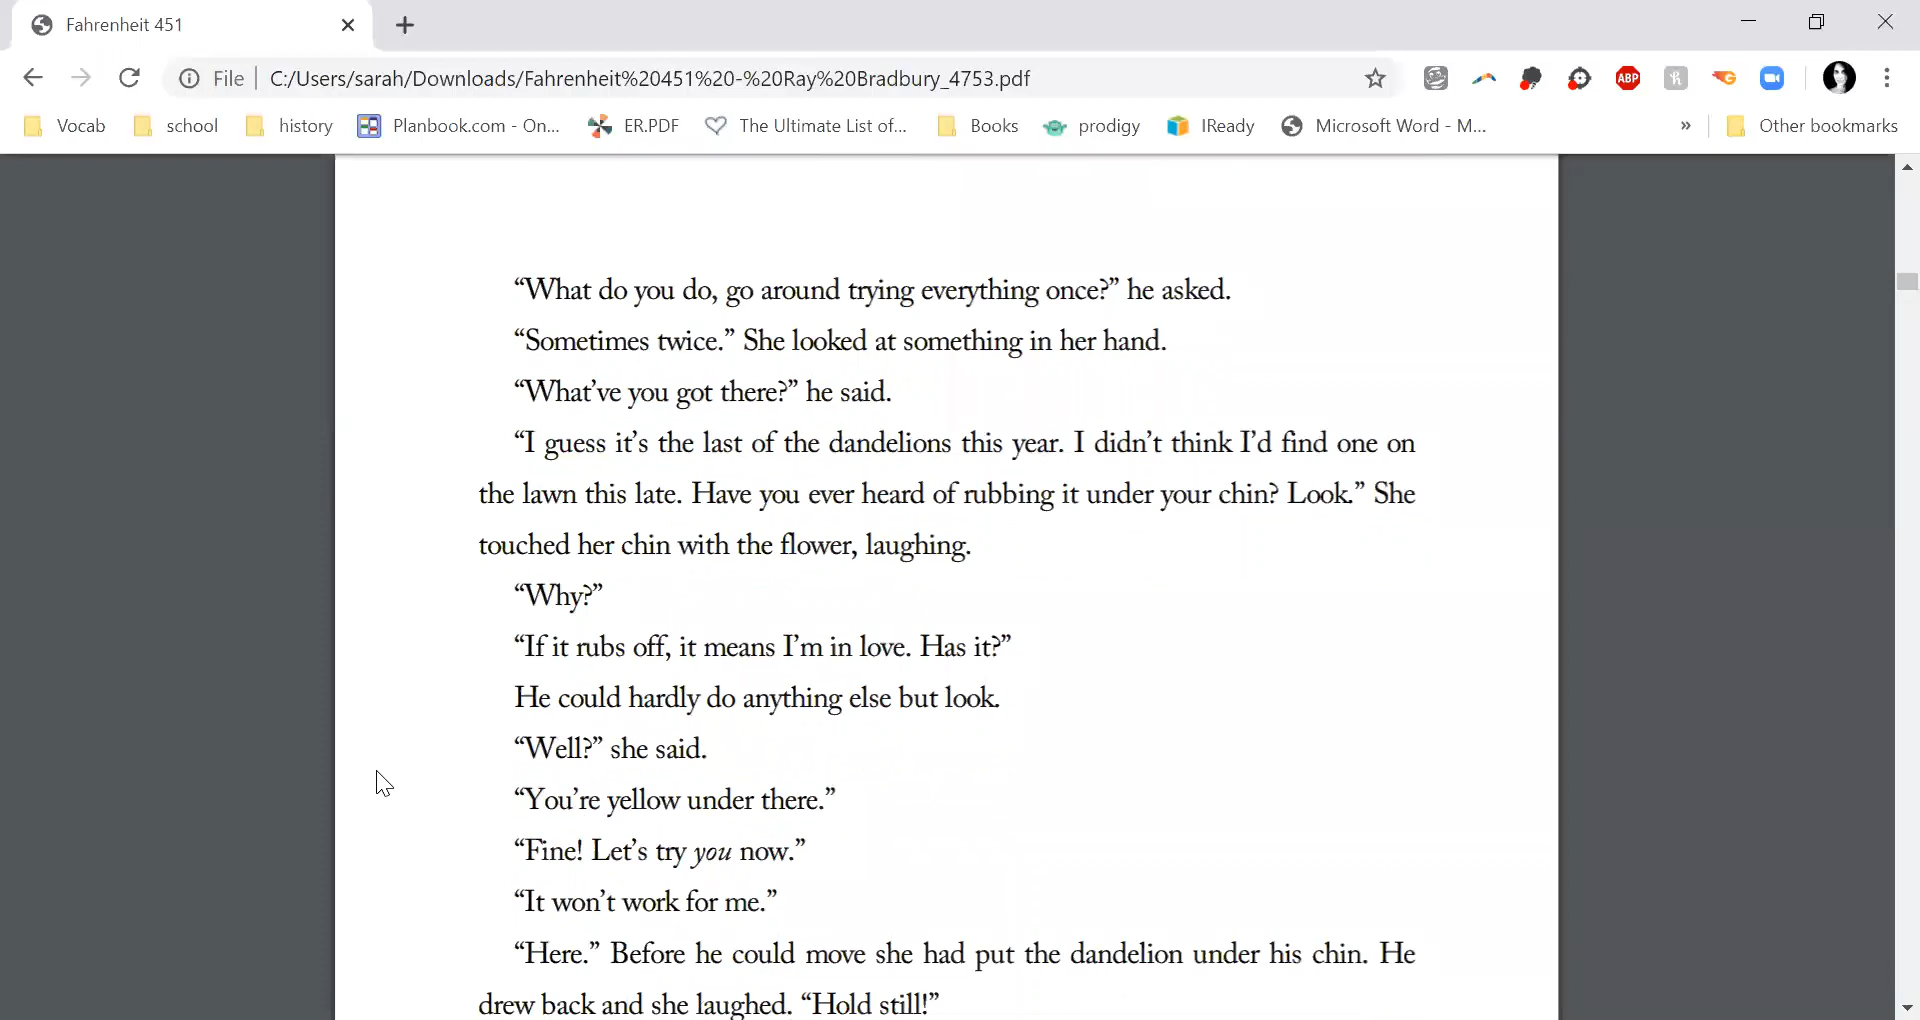 Fahrenheit 451
File C:/Users/sarah/Downloads/Fahrenheit%20451%20-%20Ray%20Bradbury_4753.pdf ABP
Vocab school history Planbook.com - On... ER.PDF The Ultimate List of... Books prodigy IReady Microsoft Word - M... » Other bookmarks
“What do you do, go around trying everything once?” he asked.
“Sometimes twice.” She looked at something in her hand.
“What’ve you got there?” he said.
“I guess it’s the last of the dandelions this year. I didn’t think I’d find one on
the lawn this late. Have you ever heard of rubbing it under your chin? Look.” She
touched her chin with the flower, laughing.
“Why?”
“If it rubs off, it means I’m in love. Has it?”
He could hardly do anything else but look.
“Well?” she said.
“You’re yellow under there.”
“Fine! Let’s try you now.”
“It won’t work for me.”
“Here.” Before he could move she had put the dandelion under his chin. He
drew back and she laughed. “Hold still!”